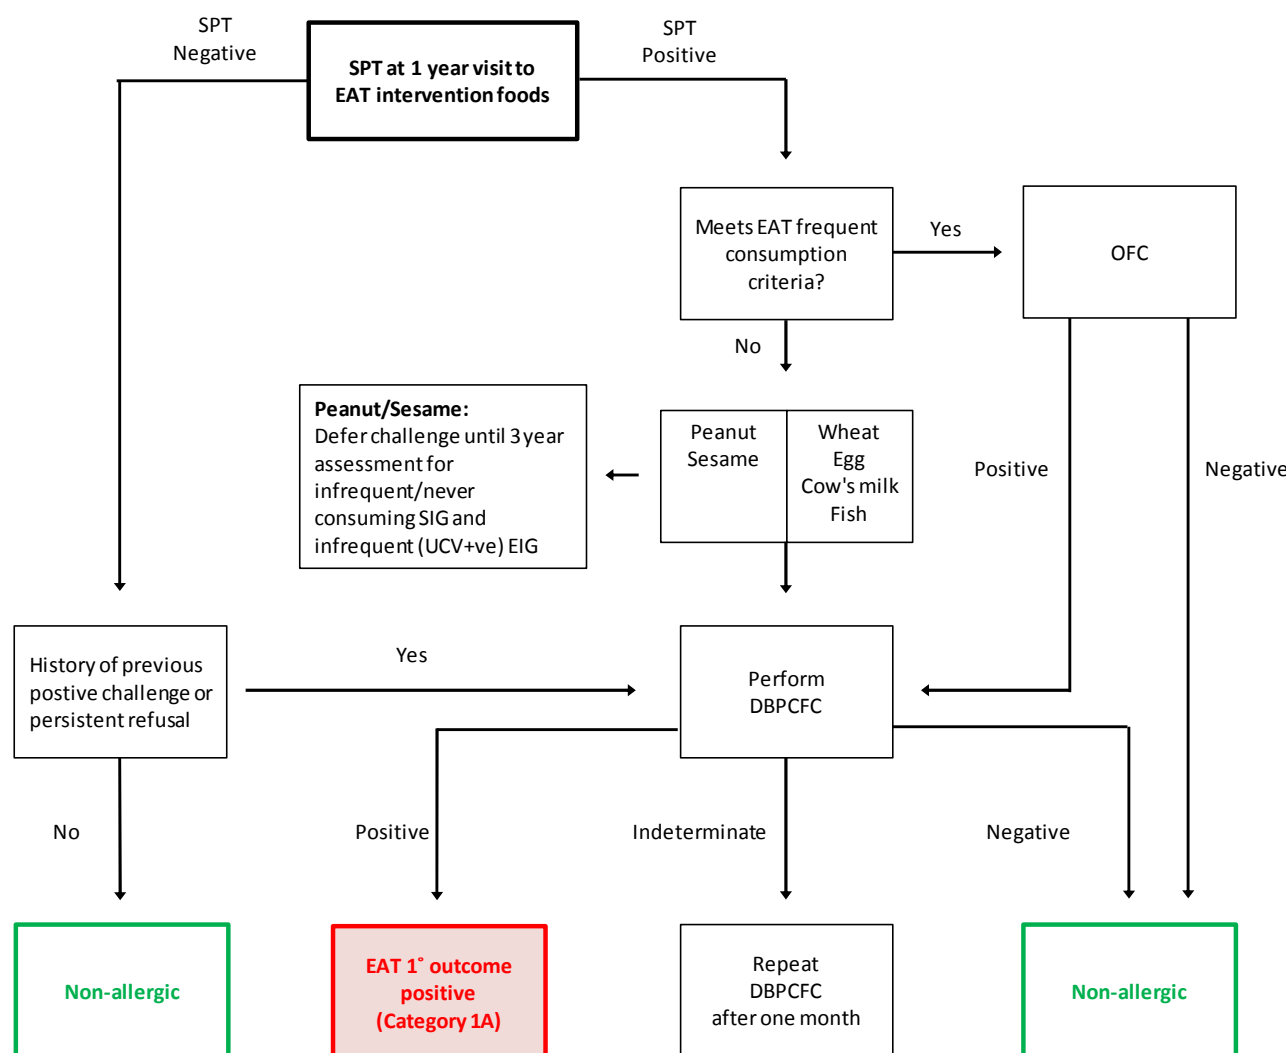 SPT
Negative
SPT at 1 year visit to
EAT intervention foods
SPT
Positive
Meets EAT frequent
consumption
criteria?
Yes
OFC
No
Peanut/Sesame:
Defer challenge until 3 year
assessment for
infrequent/never
consuming SIG and
infrequent (UCV+ve) EIG
Peanut
Sesame
Wheat
Egg
Cow's milk
Fish
Positive
Negative
History of previous
postive challenge or
persistent refusal
Yes
Perform
DBPCFC
No
Positive
Indeterminate
Negative
Non-allergic
EAT 1° outcome
positive
(Category 1A)
Repeat
DBPCFC
after one month
Non-allergic